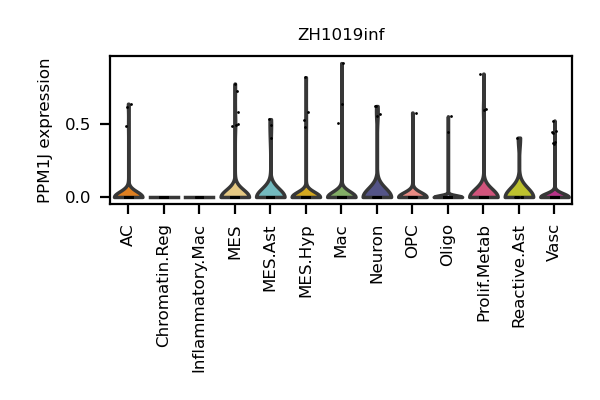 ZH1019inf
PPM1J expression
0.5
0.0
AC
Chromatin.Reg
Inflammatory.Mac
MES
MES.Ast
MES.Hyp
Mac
Neuron
OPC
Oligo
Prolif.Metab
Reactive.Ast
Vasc